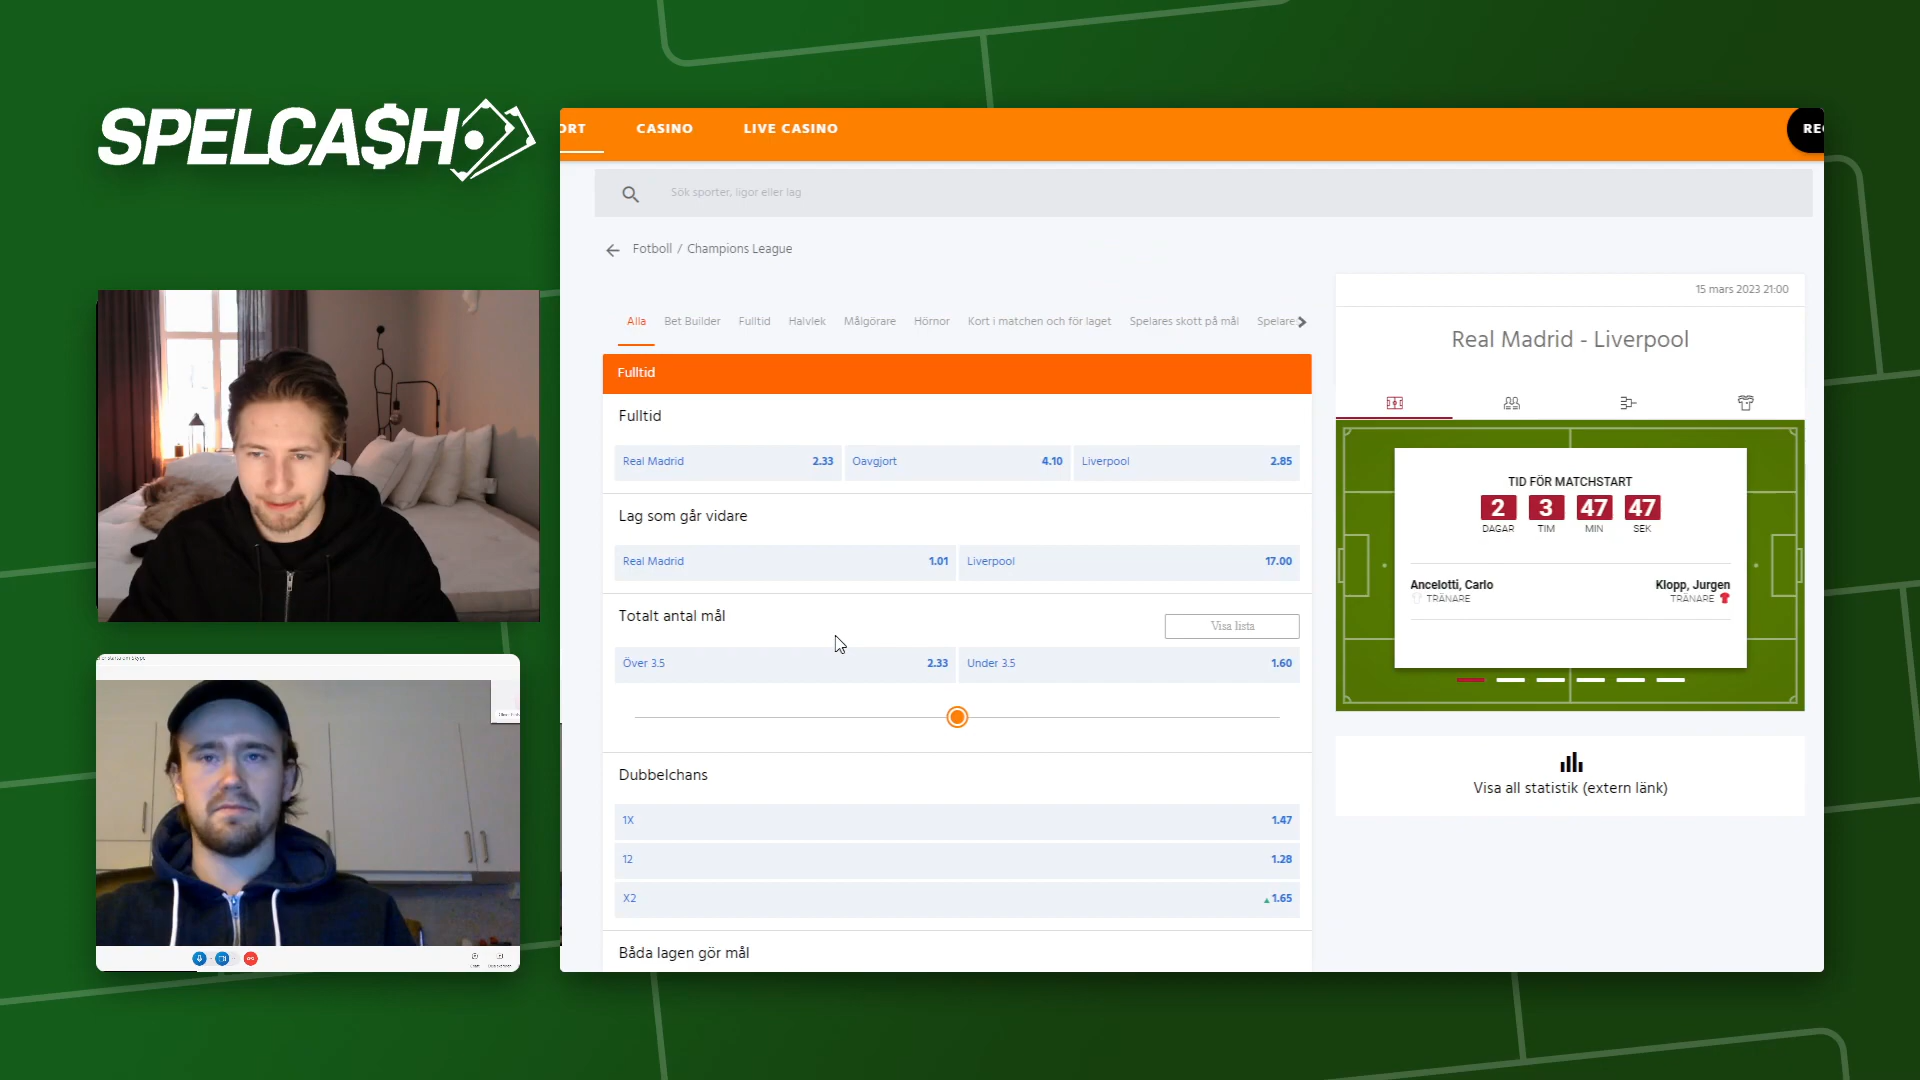 SPELCA$H
ORT CASINO LIVE CASINO
Sök sporter, ligor eller lag
Fotboll / Champions League
Alla Bet Builder Fulltid Halvlek Målgörare Hörnor Kort i matchen och för laget Spelares skott på mål Spelare
Fulltid
Fulltid
Real Madrid 2.33 Oavgjort 4.10 Liverpool 2.85
Lag som går vidare
Real Madrid 1.01 Liverpool 17.00
Totalt antal mål
Visa lista
Över 3.5 2.33 Under 3.5 1.60
Dubbelchans
1X 1.47
12 1.28
X2 1.65
Båda lagen gör mål
RE
15 mars 2023 21:00
Real Madrid - Liverpool
TID FÖR MATCHSTART
2 3 47 47
DAGAR TIM MIN SEK
Ancelotti, Carlo Klopp, Jurgen
TRÄNARE TRÄNARE
Visa all statistik (extern länk)